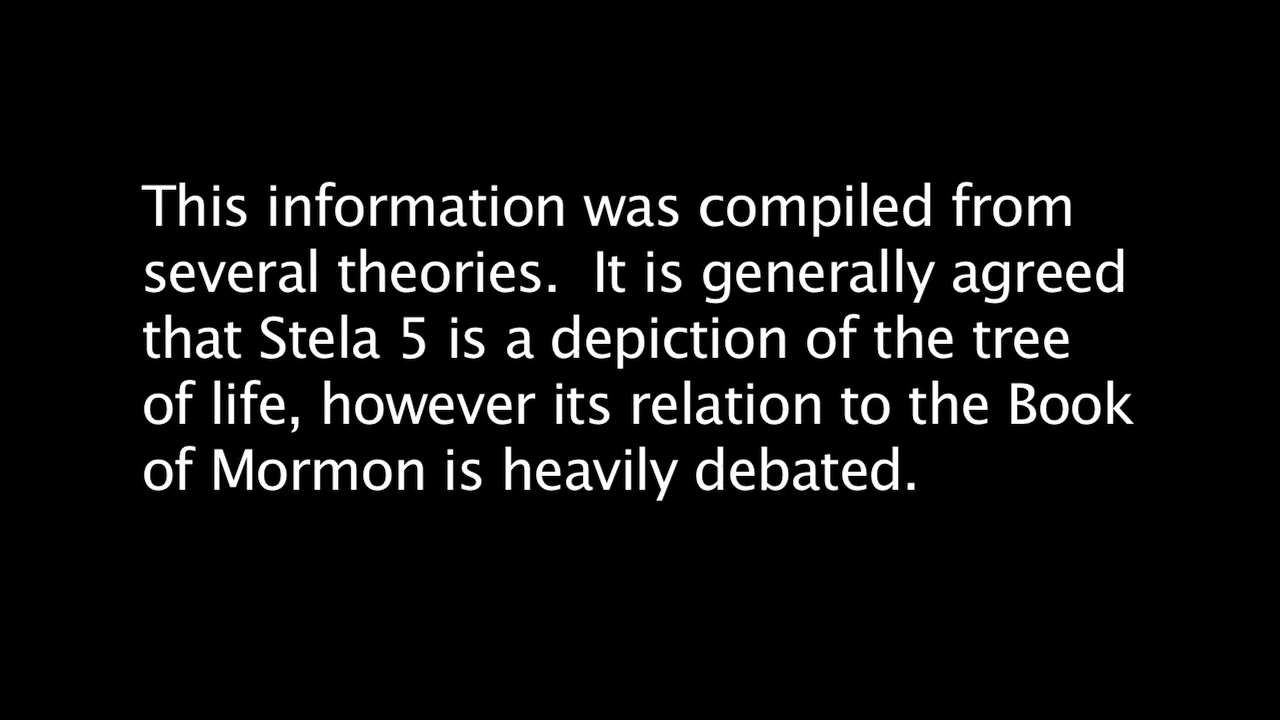 This information was compiled from
several theories.  It is generally agreed
that Stela 5 is a depiction of the tree
of life, however its relation to the Book
of Mormon is heavily debated.